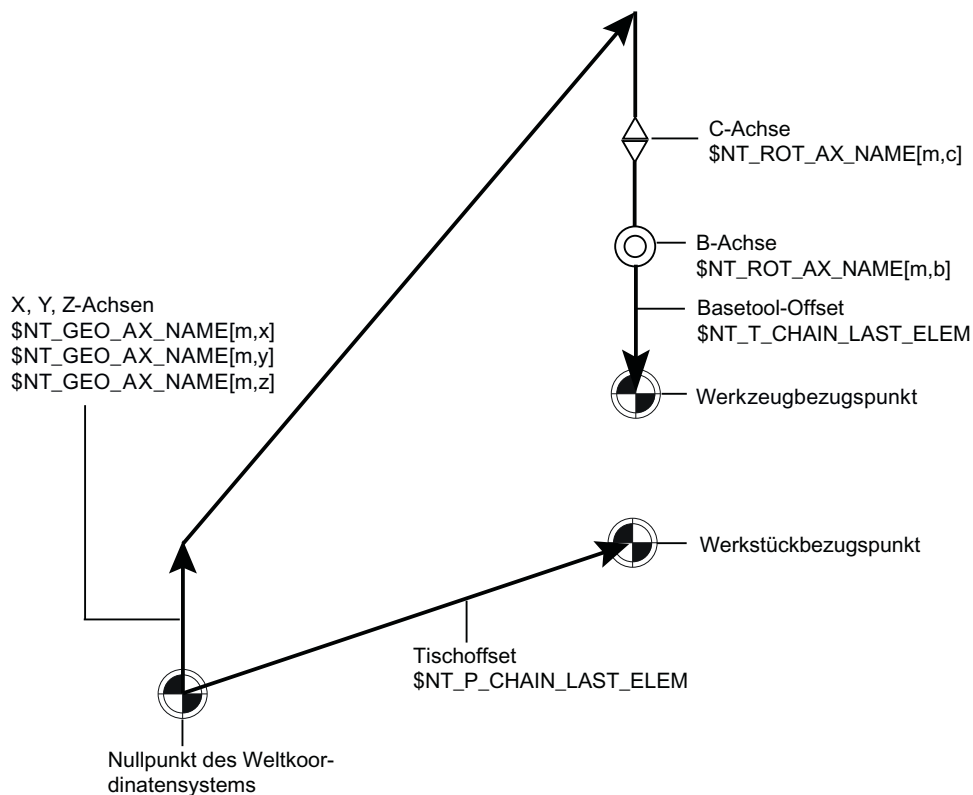 C-Achse
$NT_ROT_AX_NAME[m,c]
B-Achse
$NT_ROT_AX_NAME[m,b]
X, Y, Z-Achsen
$NT_GEO_AX_NAME[m,x]
$NT_GEO_AX_NAME[m,y]
$NT_GEO_AX_NAME[m,z]
Basetool-Offset
$NT_T_CHAIN_LAST_ELEM
Werkzeugbezugspunkt
Werkstückbezugspunkt
Tischoffset
$NT_P_CHAIN_LAST_ELEM
Nullpunkt des Weltkoor-
dinatensystems